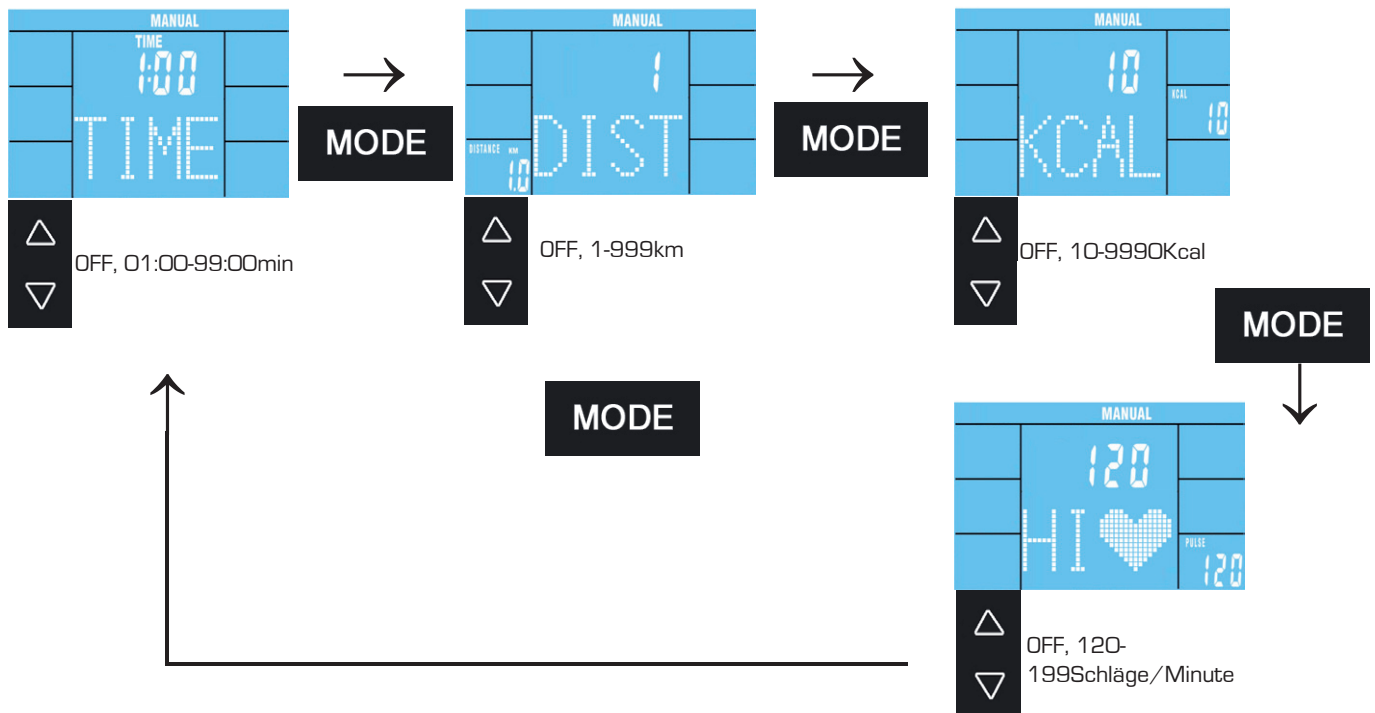 MANUAL
TIME
1:00
TIME
OFF, 01:00-99:00min
MODE
MANUAL
1
DIST
DISTANCE KM
1.0
OFF, 1-999km
MODE
MANUAL
10
KCAL
KCAL
10
OFF, 10-9990Kcal
MODE
MODE
MANUAL
120
HI
PULSE
120
OFF, 120-
199Schläge/Minute